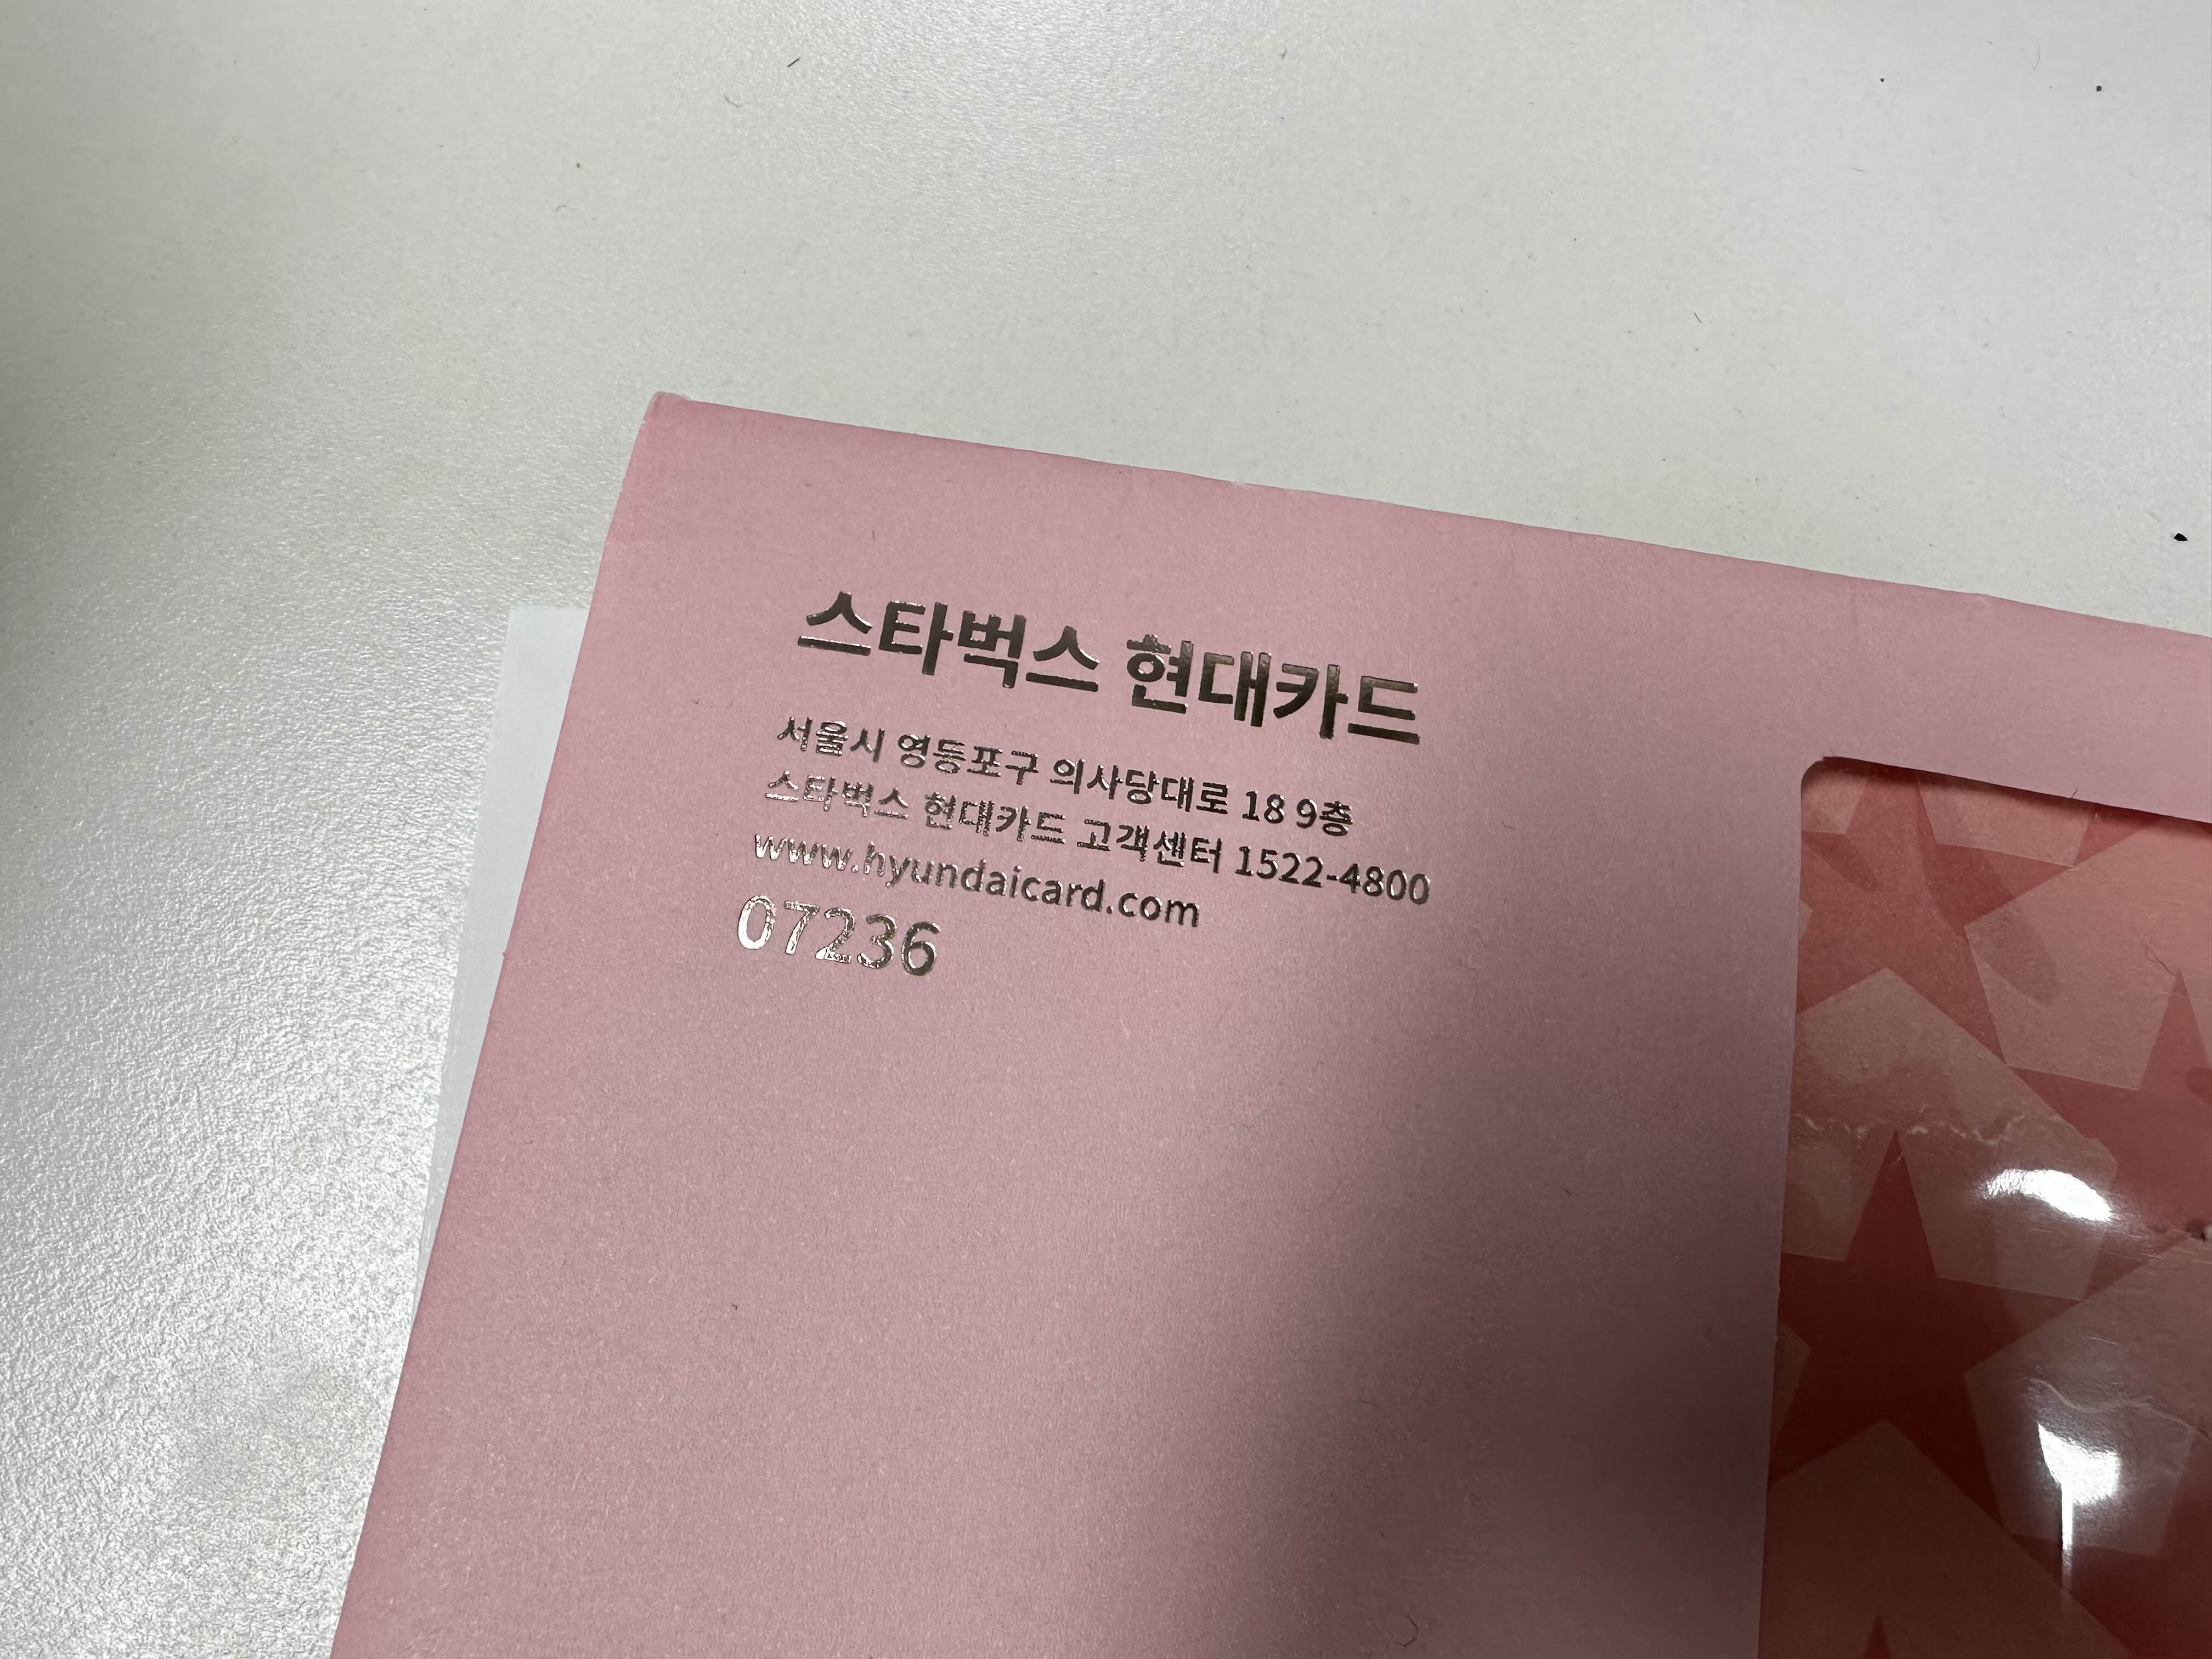 스타벅스 현대카드
서울시 영등포구 의사당대로 18 9층
스타벅스 현대카드 고객센터 1522-4800
www.hyundaicard.com
07236